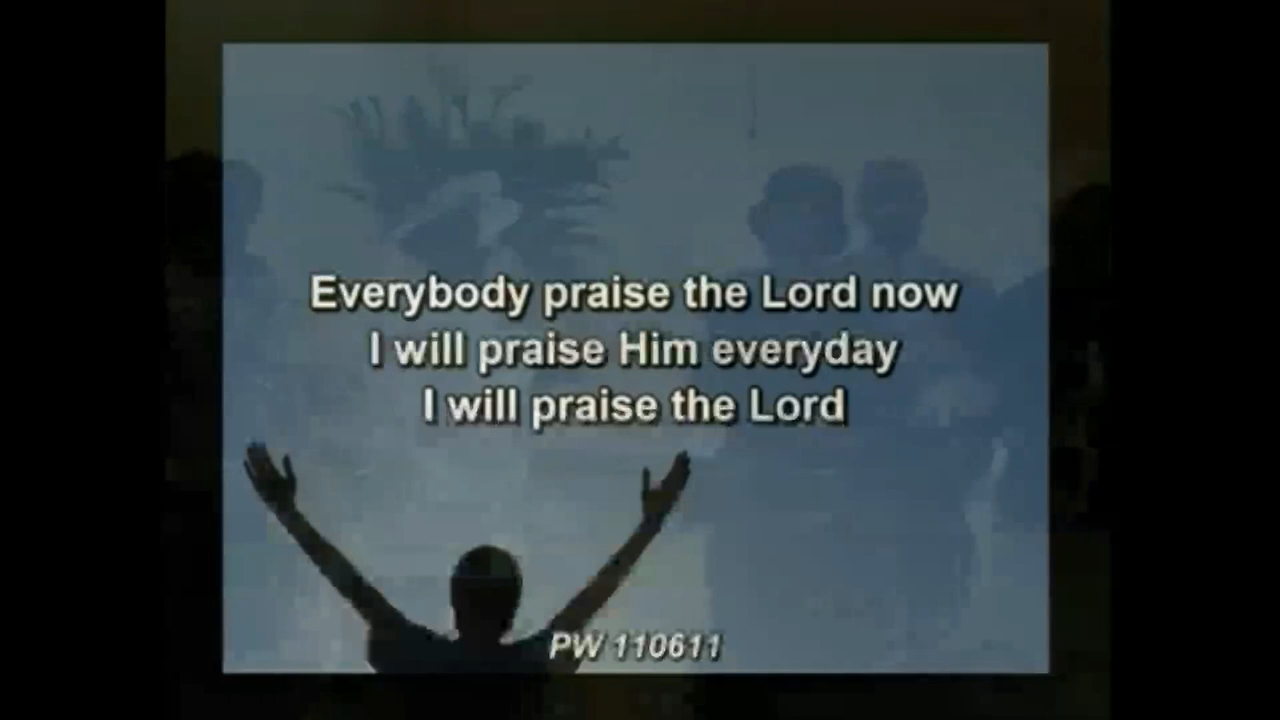 Everybody praise the Lord now
I will praise Him everyday
I will praise the Lord
PW 110611